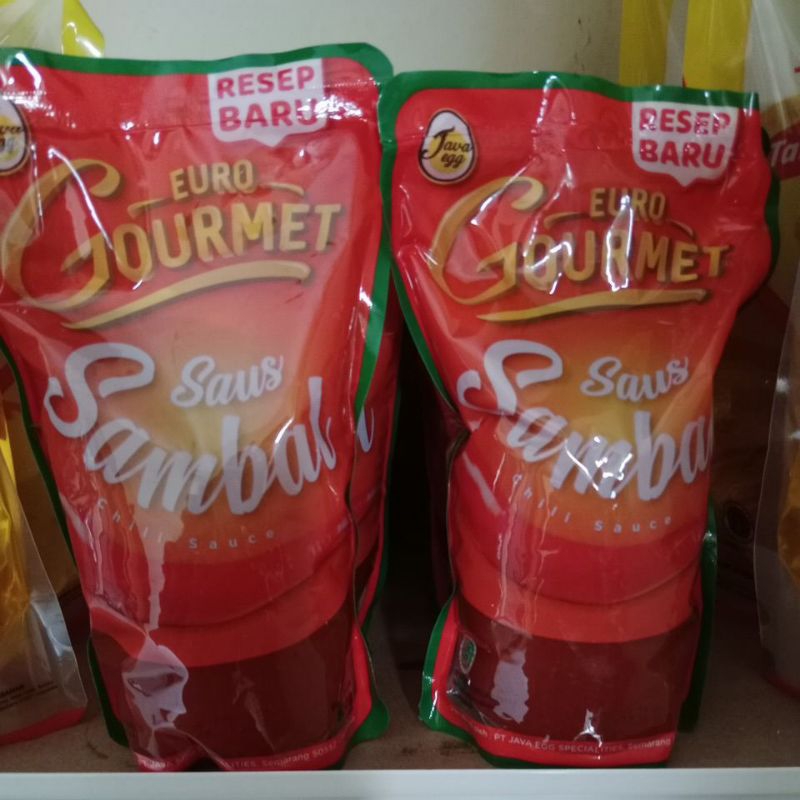 RESEP
BARU
EURO
GOURMET
Saus
Sambal
Chili Sauce
RESEP
BARU
Java
egg
EURO
GOURMET
Saus
Sambal
Chili Sauce
PT JAVA EGG SPECIALITIES, Semarang